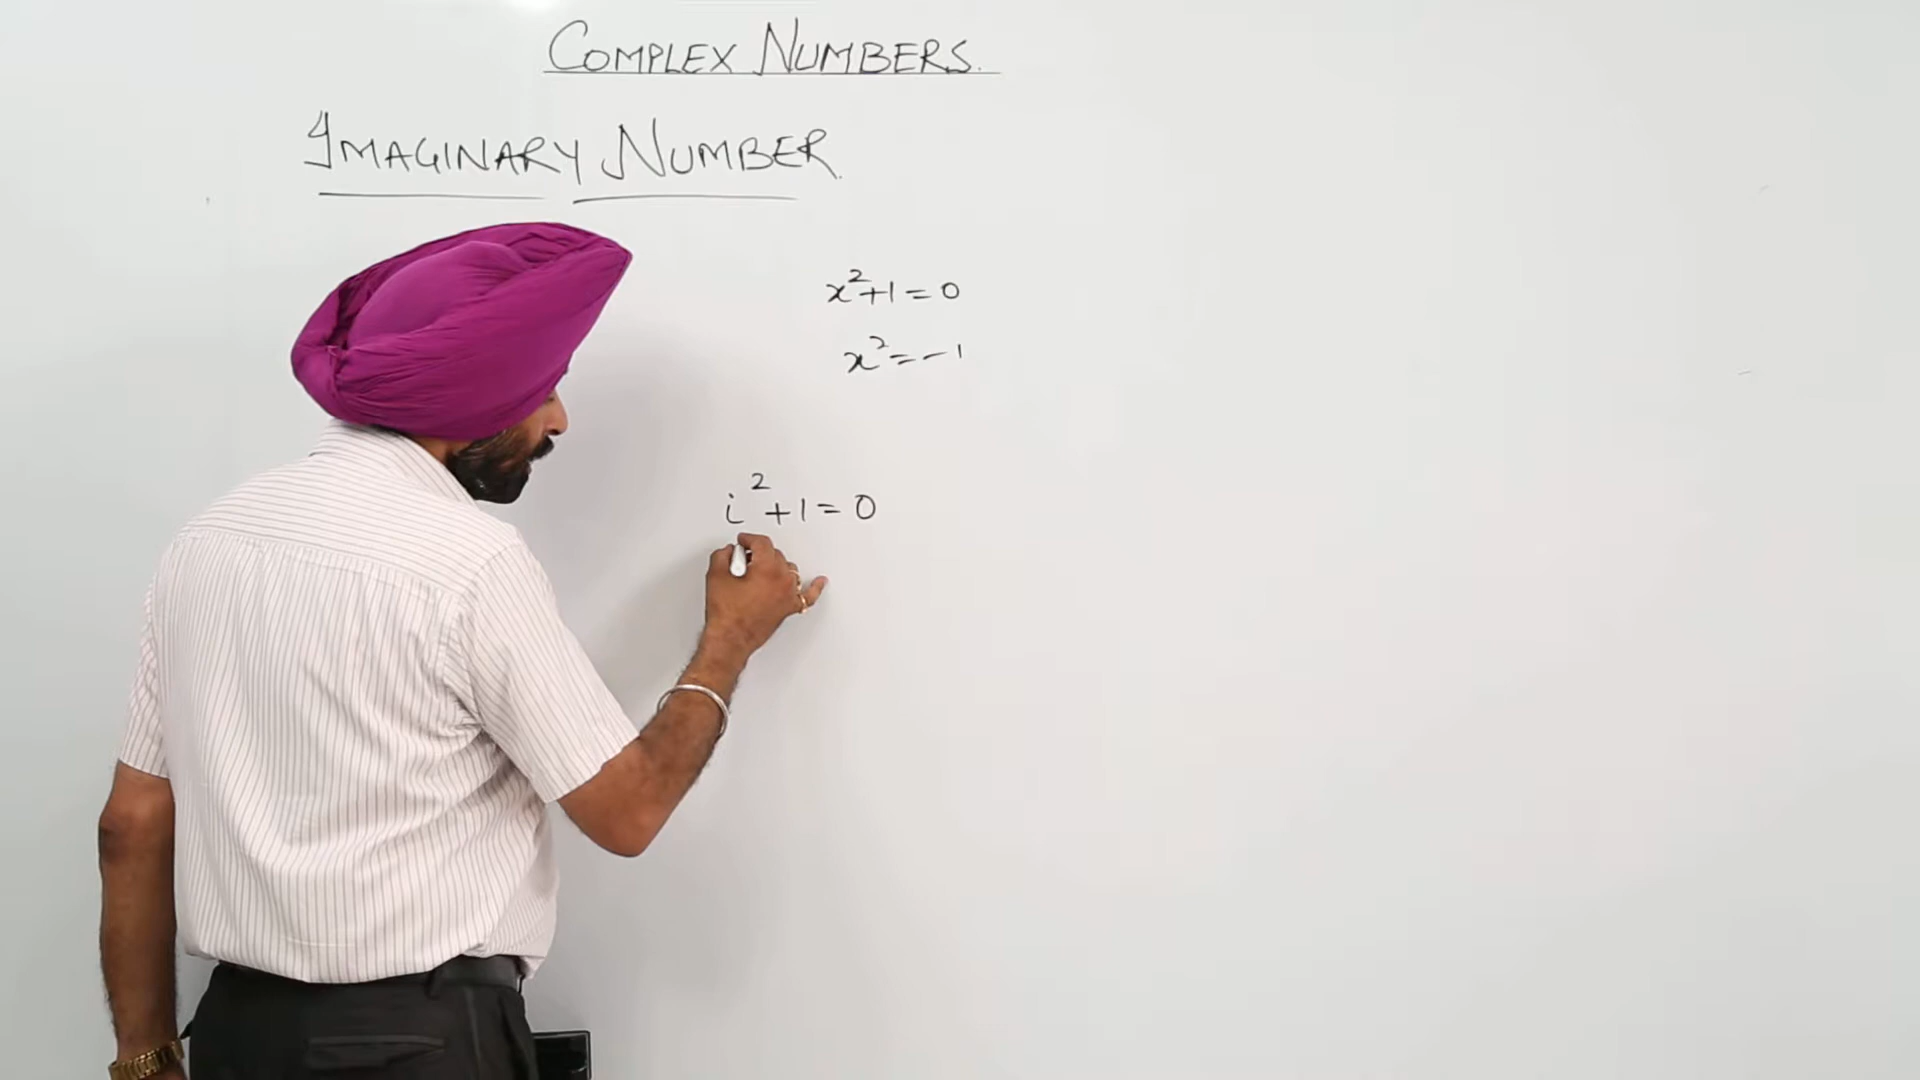 COMPLEX NUMBERS.
IMAGINARY NUMBER.
x²+1=0
x²=-1
i²+1=0